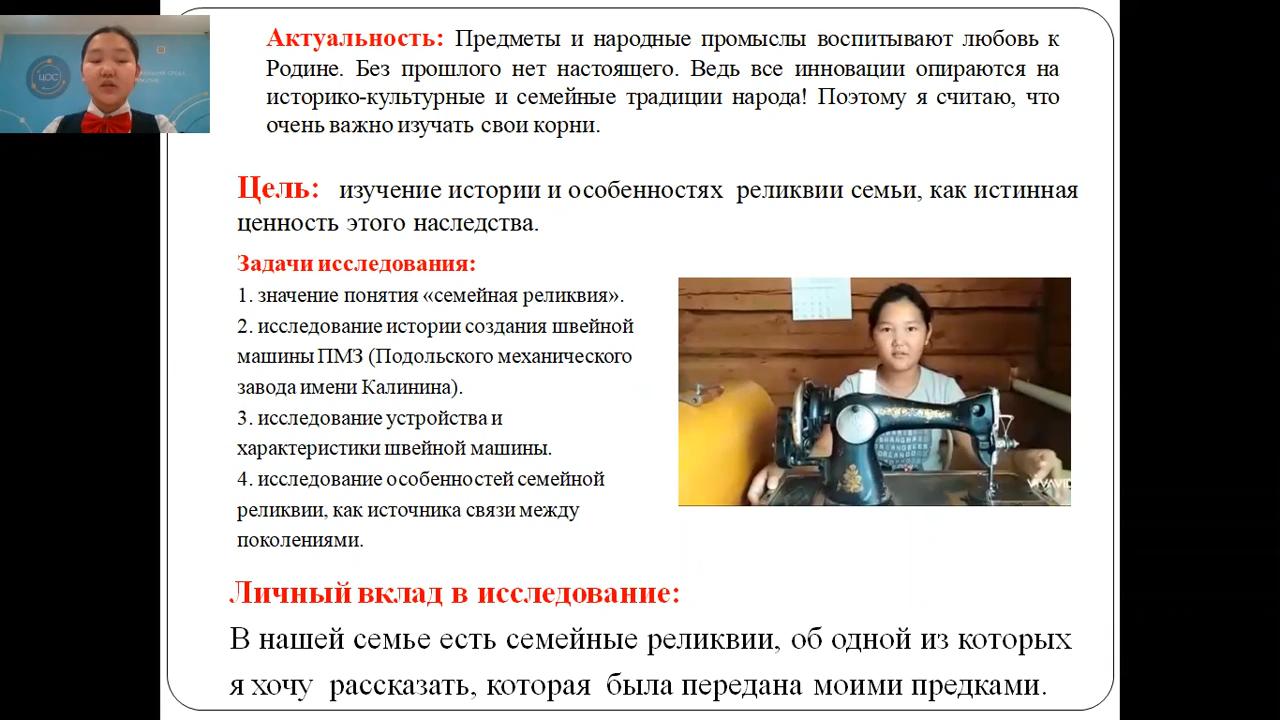 Актуальность: Предметы и народные промыслы воспитывают любовь к
Родине. Без прошлого нет настоящего. Ведь все инновации опираются на
историко-культурные и семейные традиции народа! Поэтому я считаю, что
очень важно изучать свои корни.
ЦОС
Цель: изучение истории и особенностях реликвии семьи, как истинная
ценность этого наследства.
Задачи исследования:
1. значение понятия «семейная реликвия».
2. исследование истории создания швейной
машины ПМЗ (Подольского механического
завода имени Калинина).
3. исследование устройства и
характеристики швейной машины.
4. исследование особенностей семейной
реликвии, как источника связи между
поколениями.
Личный вклад в исследование:
В нашей семье есть семейные реликвии, об одной из которых
я хочу рассказать, которая была передана моими предками.